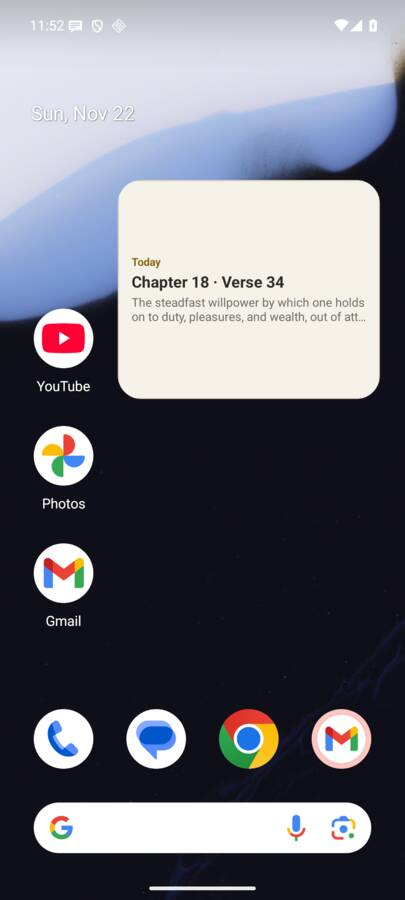 11:52
Sun, Nov 22
Today
Chapter 18 · Verse 34
The steadfast willpower by which one holds
on to duty, pleasures, and wealth, out of att...
YouTube
Photos
Gmail